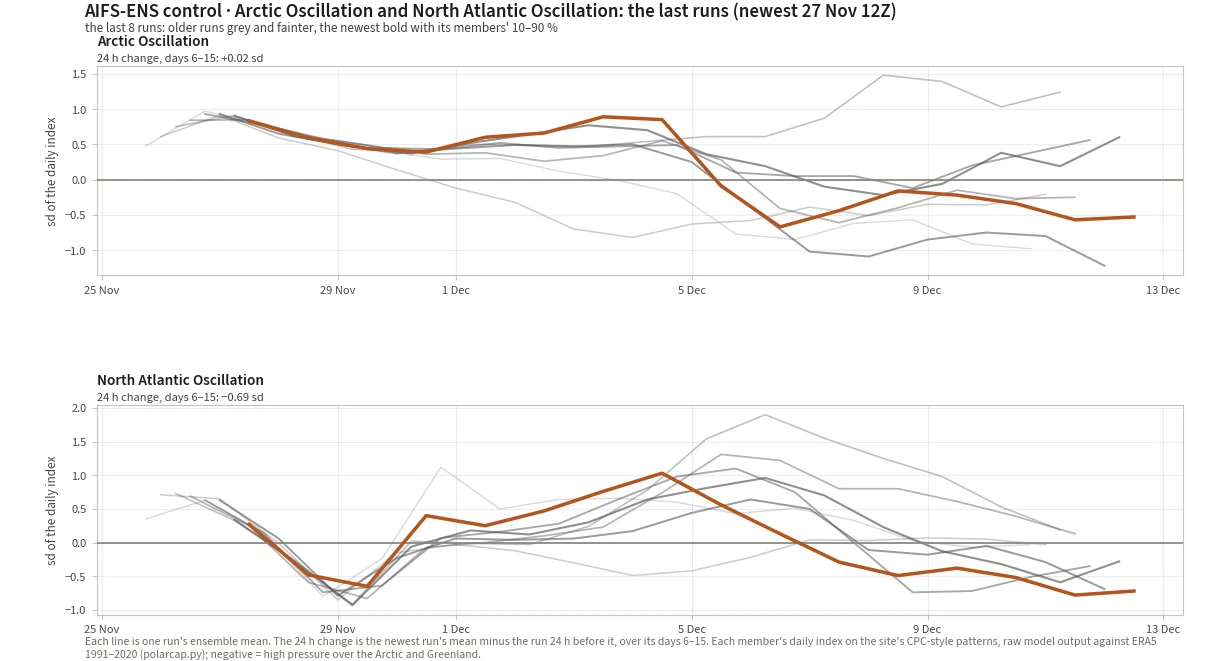 AIFS-ENS control · Arctic Oscillation and North Atlantic Oscillation: the last runs (newest 27 Nov 12Z)
the last 8 runs: older runs grey and fainter, the newest bold with its members' 10–90 %
Arctic Oscillation
24 h change, days 6–15: +0.02 sd
sd of the daily index
1.5
1.0
0.5
0.0
−0.5
−1.0
25 Nov 29 Nov 1 Dec 5 Dec 9 Dec 13 Dec
North Atlantic Oscillation
24 h change, days 6–15: −0.69 sd
sd of the daily index
2.0
1.5
1.0
0.5
0.0
−0.5
−1.0
25 Nov 29 Nov 1 Dec 5 Dec 9 Dec 13 Dec
Each line is one run's ensemble mean. The 24 h change is the newest run's mean minus the run 24 h before it, over its days 6–15. Each member's daily index on the site's CPC-style patterns, raw model output against ERA5
1991–2020 (polarcap.py); negative = high pressure over the Arctic and Greenland.